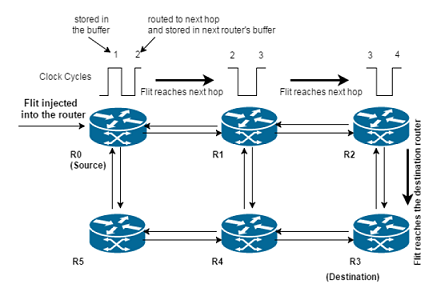 stored in
the buffer
routed to next hop
and stored in next router's buffer
1
2
2
3
3
4
Clock Cycles
Flit reaches next hop
Flit reaches next hop
Flit injected
into the router
R0
(Source)
R1
R2
Flit reaches the destination router
R5
R4
R3
(Destination)